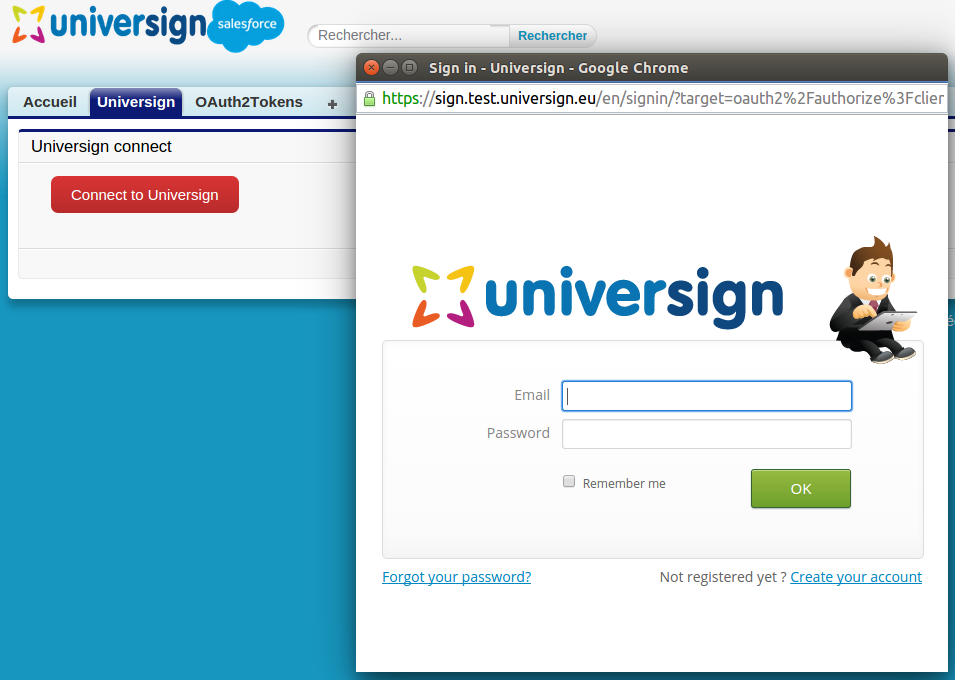 universign
salesforce
Rechercher...
Rechercher
Accueil
Universign
OAuth2Tokens
+
Universign connect
Connect to Universign
Sign in - Universign - Google Chrome
https://sign.test.universign.eu/en/signin/?target=oauth2%2Fauthorize%3Fclien
universign
Email
Password
Remember me
OK
Forgot your password?
Not registered yet ? Create your account